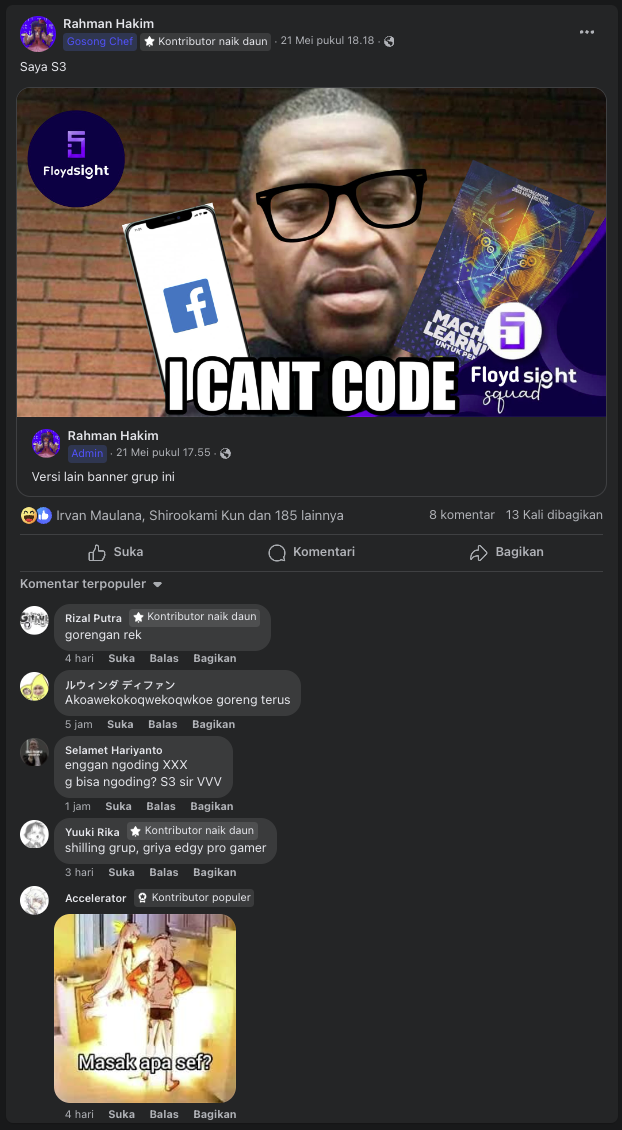 Rahman Hakim
Gosong Chef Kontributor naik daun · 21 Mei pukul 18.18 ·
Saya S3
5
Floydsight
f
MACH
LEARNI
UNTUK PE
I CANT CODE
5
Floyd sight
squad
Rahman Hakim
Admin · 21 Mei pukul 17.55 ·
Versi lain banner grup ini
Irvan Maulana, Shirookami Kun dan 185 lainnya
8 komentar 13 Kali dibagikan
Suka Komentari Bagikan
Komentar terpopuler
Rizal Putra Kontributor naik daun
gorengan rek
4 hari Suka Balas Bagikan
ルウィンダ ディファン
Akoawekokoqwekoqwkoe goreng terus
5 jam Suka Balas Bagikan
Selamet Hariyanto
enggan ngoding XXX
g bisa ngoding? S3 sir VVV
1 jam Suka Balas Bagikan
Yuuki Rika Kontributor naik daun
shilling grup, griya edgy pro gamer
3 hari Suka Balas Bagikan
Accelerator Kontributor populer
Masak apa sef?
4 hari Suka Balas Bagikan